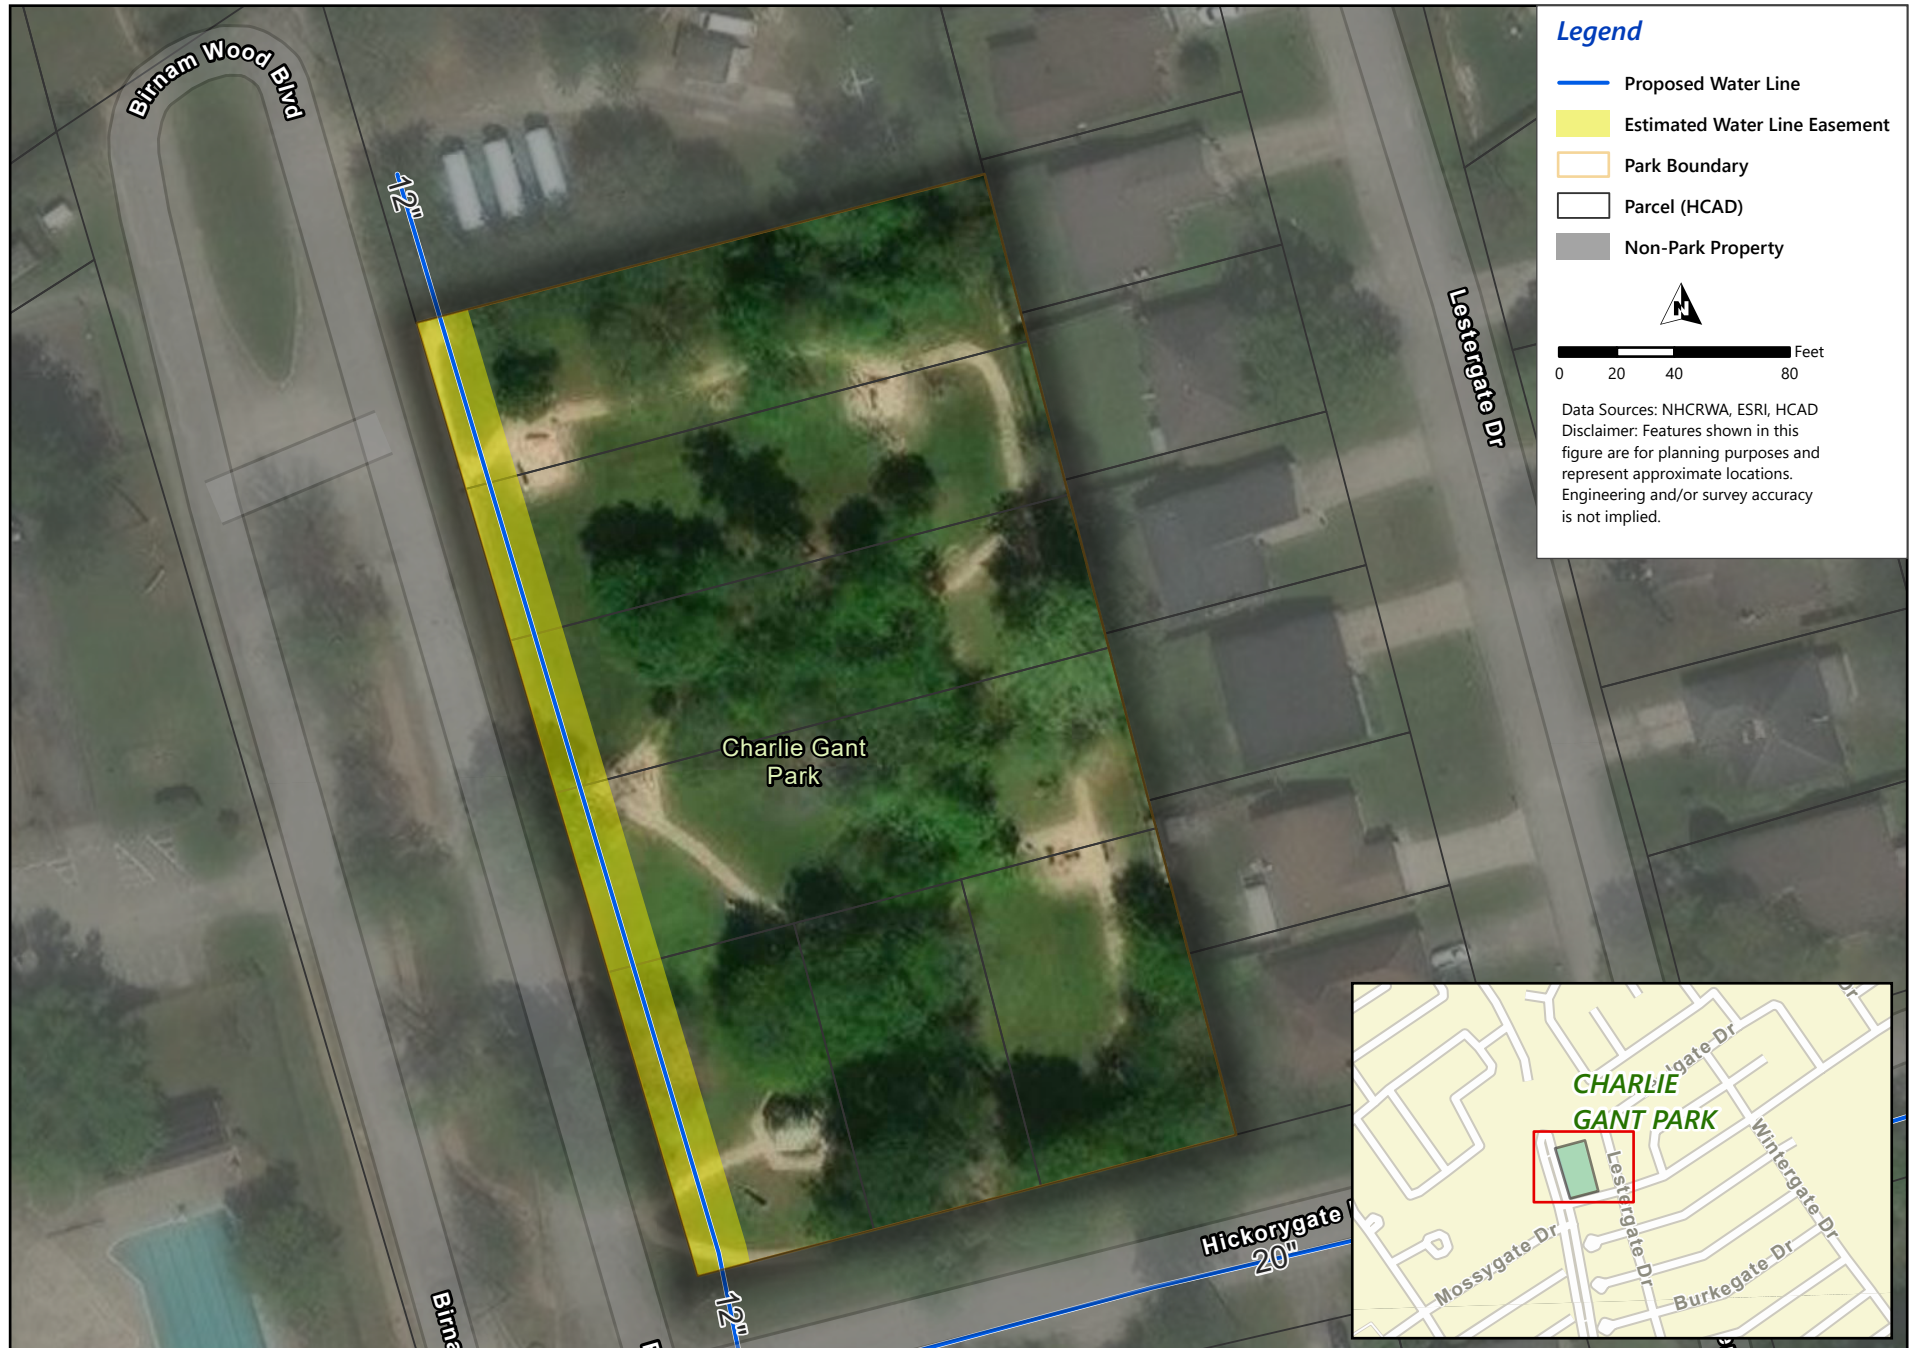 Legend
Proposed Water Line
Estimated Water Line Easement
Park Boundary
Parcel (HCAD)
Non-Park Property
N
Feet
0 20 40 80
Data Sources: NHCRWA, ESRI, HCAD
Disclaimer: Features shown in this
figure are for planning purposes and
represent approximate locations.
Engineering and/or survey accuracy
is not implied.
Birnam Wood Blvd
12"
Lestergate Dr
Charlie Gant
Park
Hickorygate
20"
12"
CHARLIE
GANT PARK
Wintergate Dr
Lestergate Dr
Mossygate Dr
Burkegate Dr